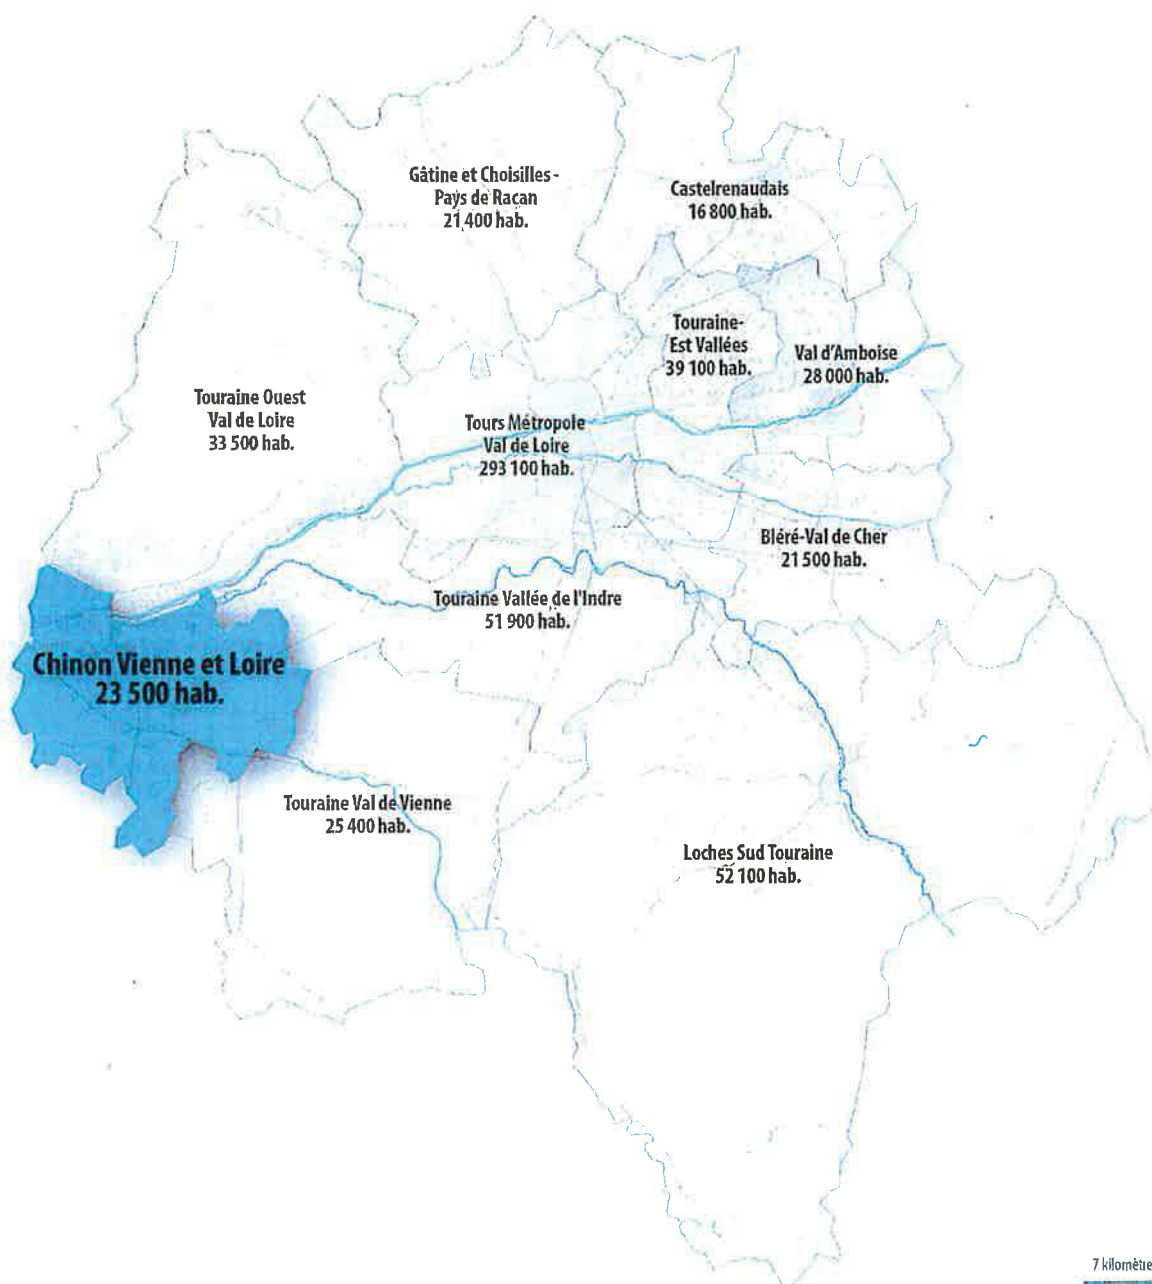 Gâtine et Choisilles -
Pays de Racan
21 400 hab.
Castelrenaudais
16 800 hab.
Touraine-
Est Vallées
39 100 hab.
Val d'Amboise
28 000 hab.
Touraine Ouest
Val de Loire
33 500 hab.
Tours Métropole
Val de Loire
293 100 hab.
Bléré-Val de Cher
21 500 hab.
Touraine Vallée de l'Indre
51 900 hab.
Chinon Vienne et Loire
23 500 hab.
Touraine Val de Vienne
25 400 hab.
Loches Sud Touraine
52 100 hab.
7 kilomètre